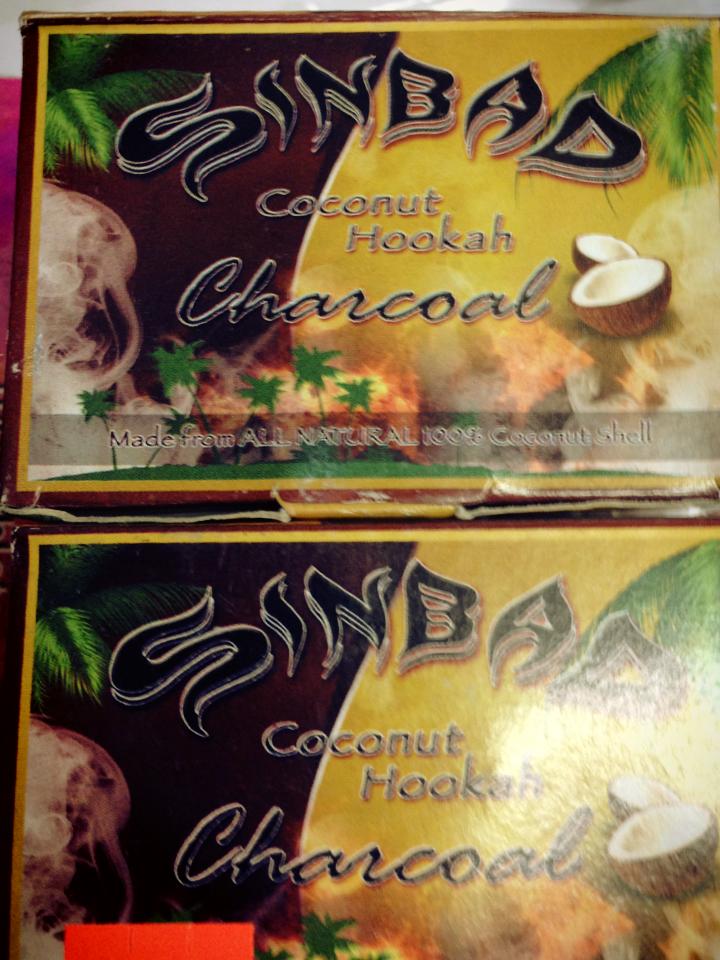 SINBAD
Coconut
Hookah
Charcoal
Made from ALL NATURAL 100% Coconut Shell
SINBAD
Coconut
Hookah
Charcoal